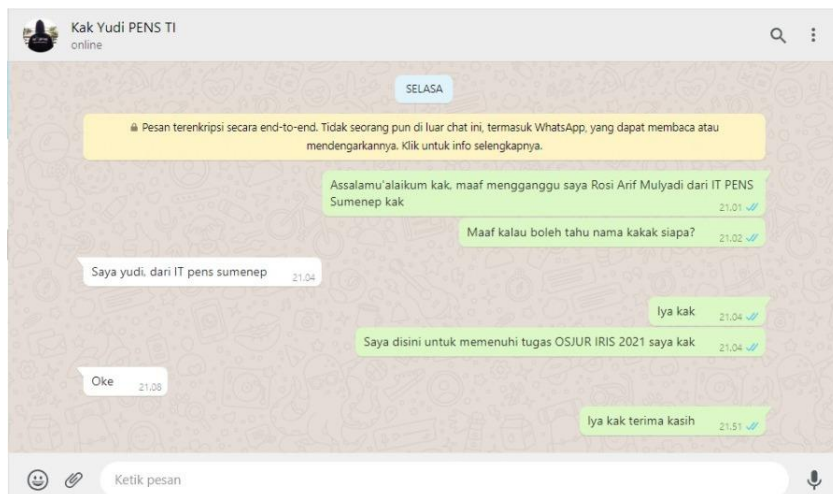 Kak Yudi PENS TI
online
SELASA
Pesan terenkripsi secara end-to-end. Tidak seorang pun di luar chat ini, termasuk WhatsApp, yang dapat membaca atau
mendengarkannya. Klik untuk info selengkapnya.
Assalamu'alaikum kak, maaf mengganggu saya Rosi Arif Mulyadi dari IT PENS
Sumenep kak 21.01
Maaf kalau boleh tahu nama kakak siapa? 21.02
Saya yudi, dari IT pens sumenep 21.04
Iya kak 21.04
Saya disini untuk memenuhi tugas OSJUR IRIS 2021 saya kak 21.04
Oke 21.08
Iya kak terima kasih 21.51
Ketik pesan